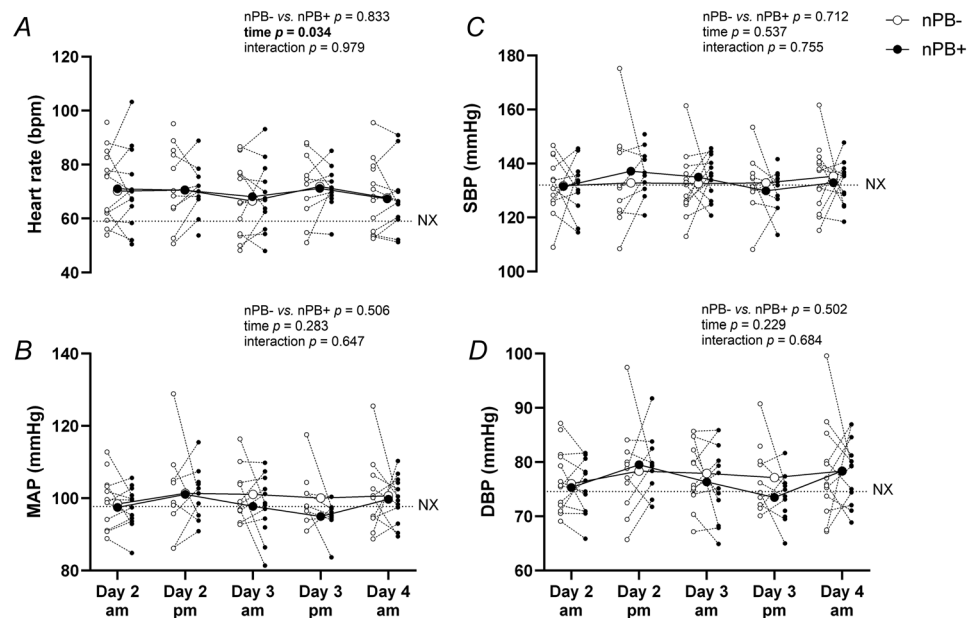 A
nPB- vs. nPB+ p = 0.833
time p = 0.034
interaction p = 0.979
Heart rate (bpm)
120
100
80
60
40
NX
C
nPB- vs. nPB+ p = 0.712
time p = 0.537
interaction p = 0.755
nPB-
nPB+
SBP (mmHg)
180
160
140
120
100
NX
B
nPB- vs. nPB+ p = 0.506
time p = 0.283
interaction p = 0.647
MAP (mmHg)
140
120
100
80
NX
Day 2 Day 2 Day 3 Day 3 Day 4
am pm am pm am
D
nPB- vs. nPB+ p = 0.502
time p = 0.229
interaction p = 0.684
DBP (mmHg)
100
90
80
70
60
NX
Day 2 Day 2 Day 3 Day 3 Day 4
am pm am pm am